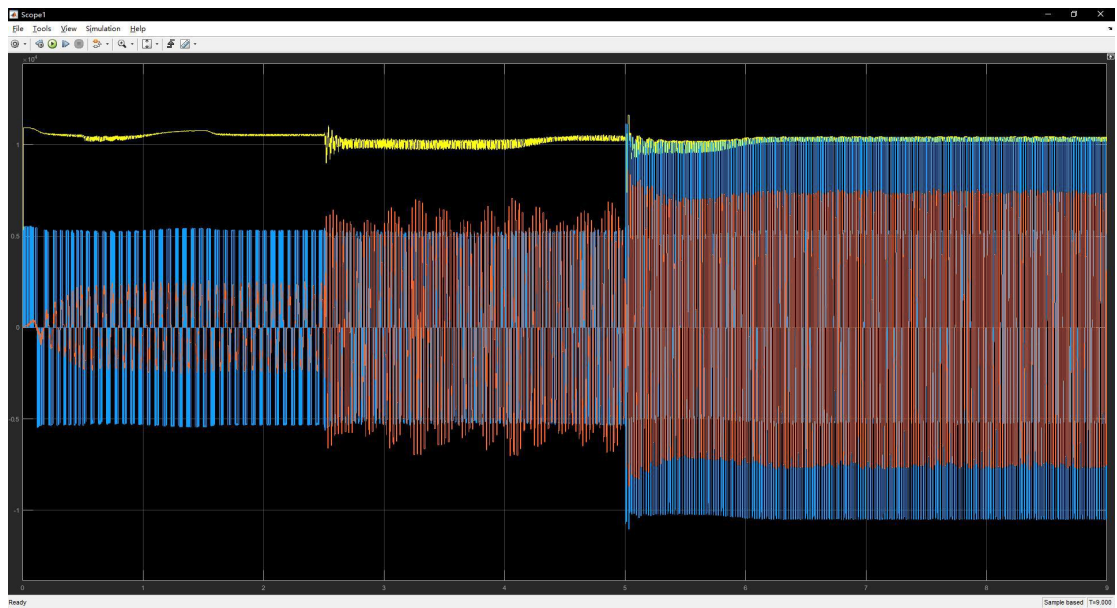 Scope1
File Tools View Simulation Help
×10⁴
1
0.5
0
-0.5
-1
0 1 2 3 4 5 6 7 8 9
Ready
Sample based T=9.000